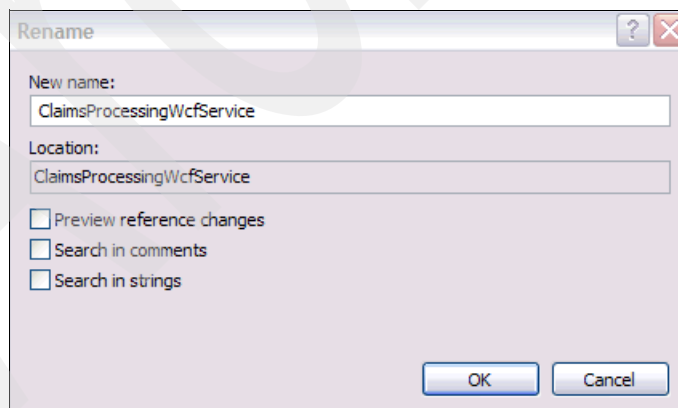 Rename
New name:
ClaimsProcessingWcfService
Location:
ClaimsProcessingWcfService
Preview reference changes
Search in comments
Search in strings
OK Cancel